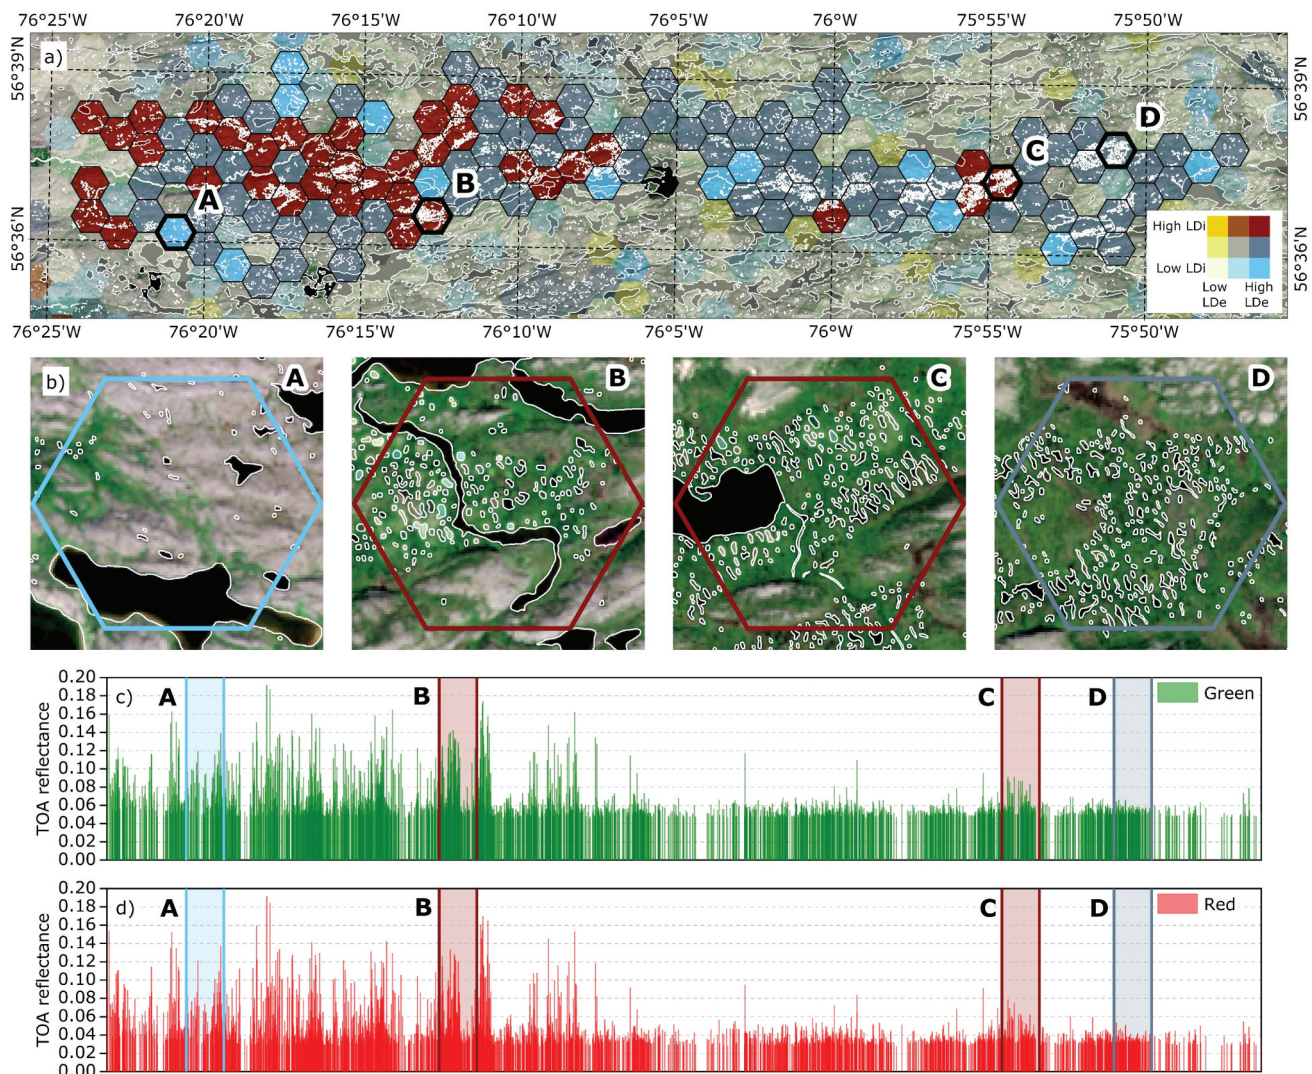 76°25'W 76°20'W 76°15'W 76°10'W 76°5'W 76°W 75°55'W 75°50'W
a)
56°39'N
56°39'N
56°36'N
56°36'N
A
B
C
D
High LDi
Low LDi
Low High
LDe LDe
76°25'W 76°20'W 76°15'W 76°10'W 76°5'W 76°W 75°55'W 75°50'W
b)
A
B
C
D
0.20
0.18
0.16
0.14
0.12
0.10
0.08
0.06
0.04
0.02
0.00
TOA reflectance
c)
A
B
C
D
Green
0.20
0.18
0.16
0.14
0.12
0.10
0.08
0.06
0.04
0.02
0.00
TOA reflectance
d)
A
B
C
D
Red